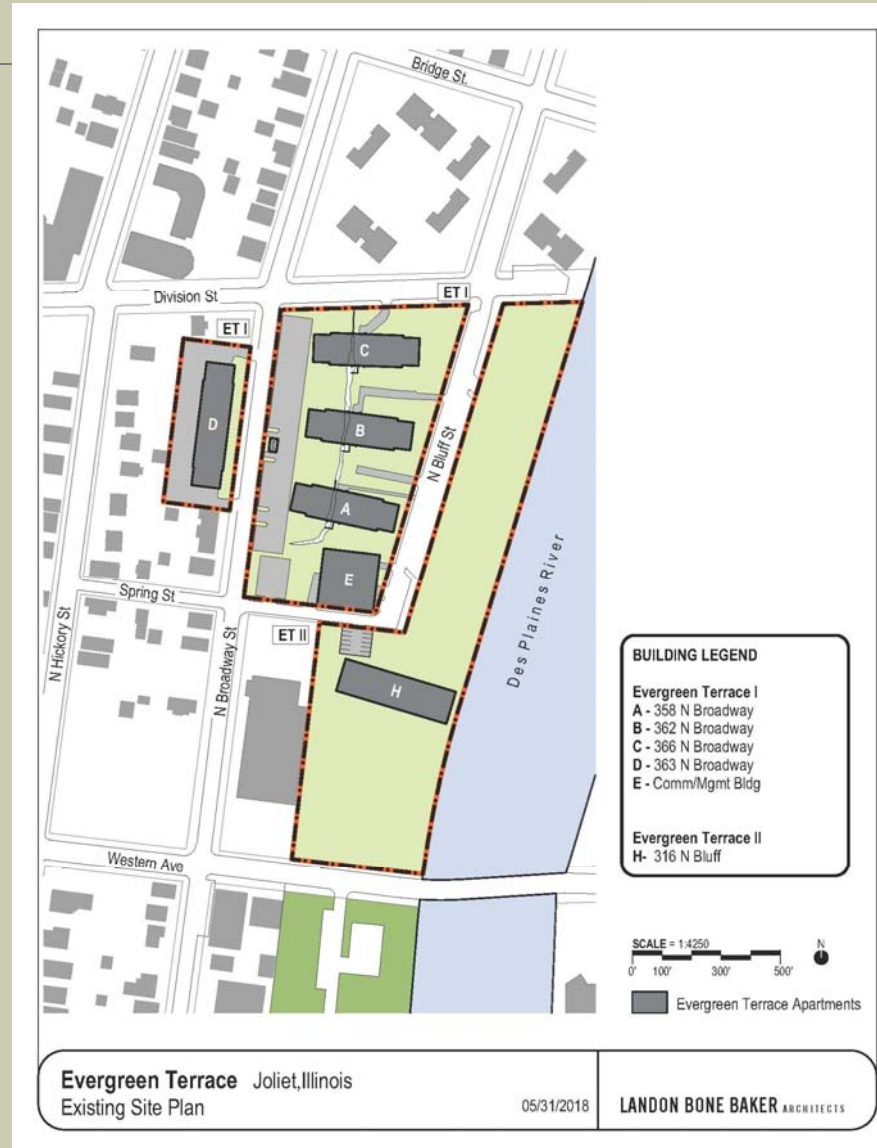 Bridge St.
Division St
ET I
ET I
C
D
B
N Bluff St
A
E
Spring St
N Hickory St
N Broadway St
ET II
Des Plaines River
H
Western Ave
BUILDING LEGEND
Evergreen Terrace I
A - 358 N Broadway
B - 362 N Broadway
C - 366 N Broadway
D - 363 N Broadway
E - Comm/Mgmt Bldg
Evergreen Terrace II
H- 316 N Bluff
SCALE = 1:4250
N
0' 100' 300' 500'
Evergreen Terrace Apartments
Evergreen Terrace Joliet,Illinois
Existing Site Plan
05/31/2018
LANDON BONE BAKER ARCHITECTS